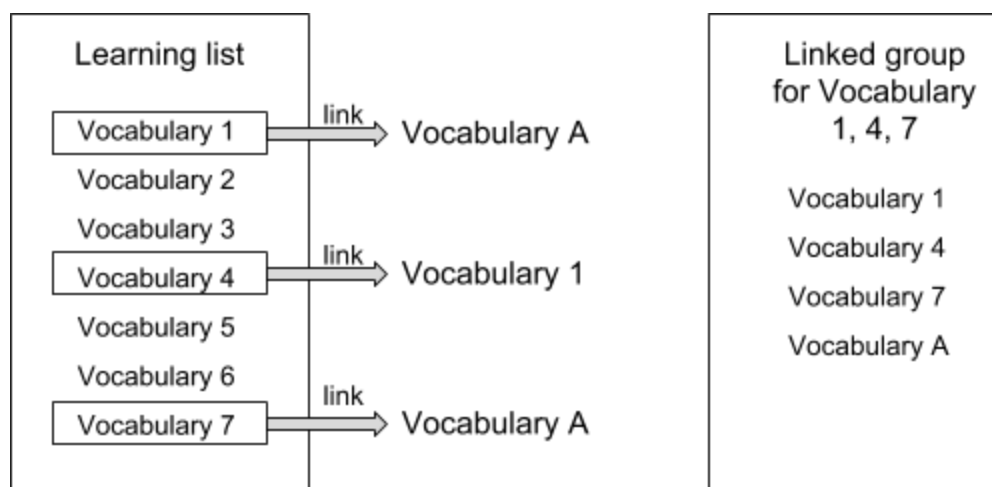 Learning list
Vocabulary 1
Vocabulary 2
Vocabulary 3
Vocabulary 4
Vocabulary 5
Vocabulary 6
Vocabulary 7
link
Vocabulary A
link
Vocabulary 1
link
Vocabulary A
Linked group
for Vocabulary
1, 4, 7
Vocabulary 1
Vocabulary 4
Vocabulary 7
Vocabulary A